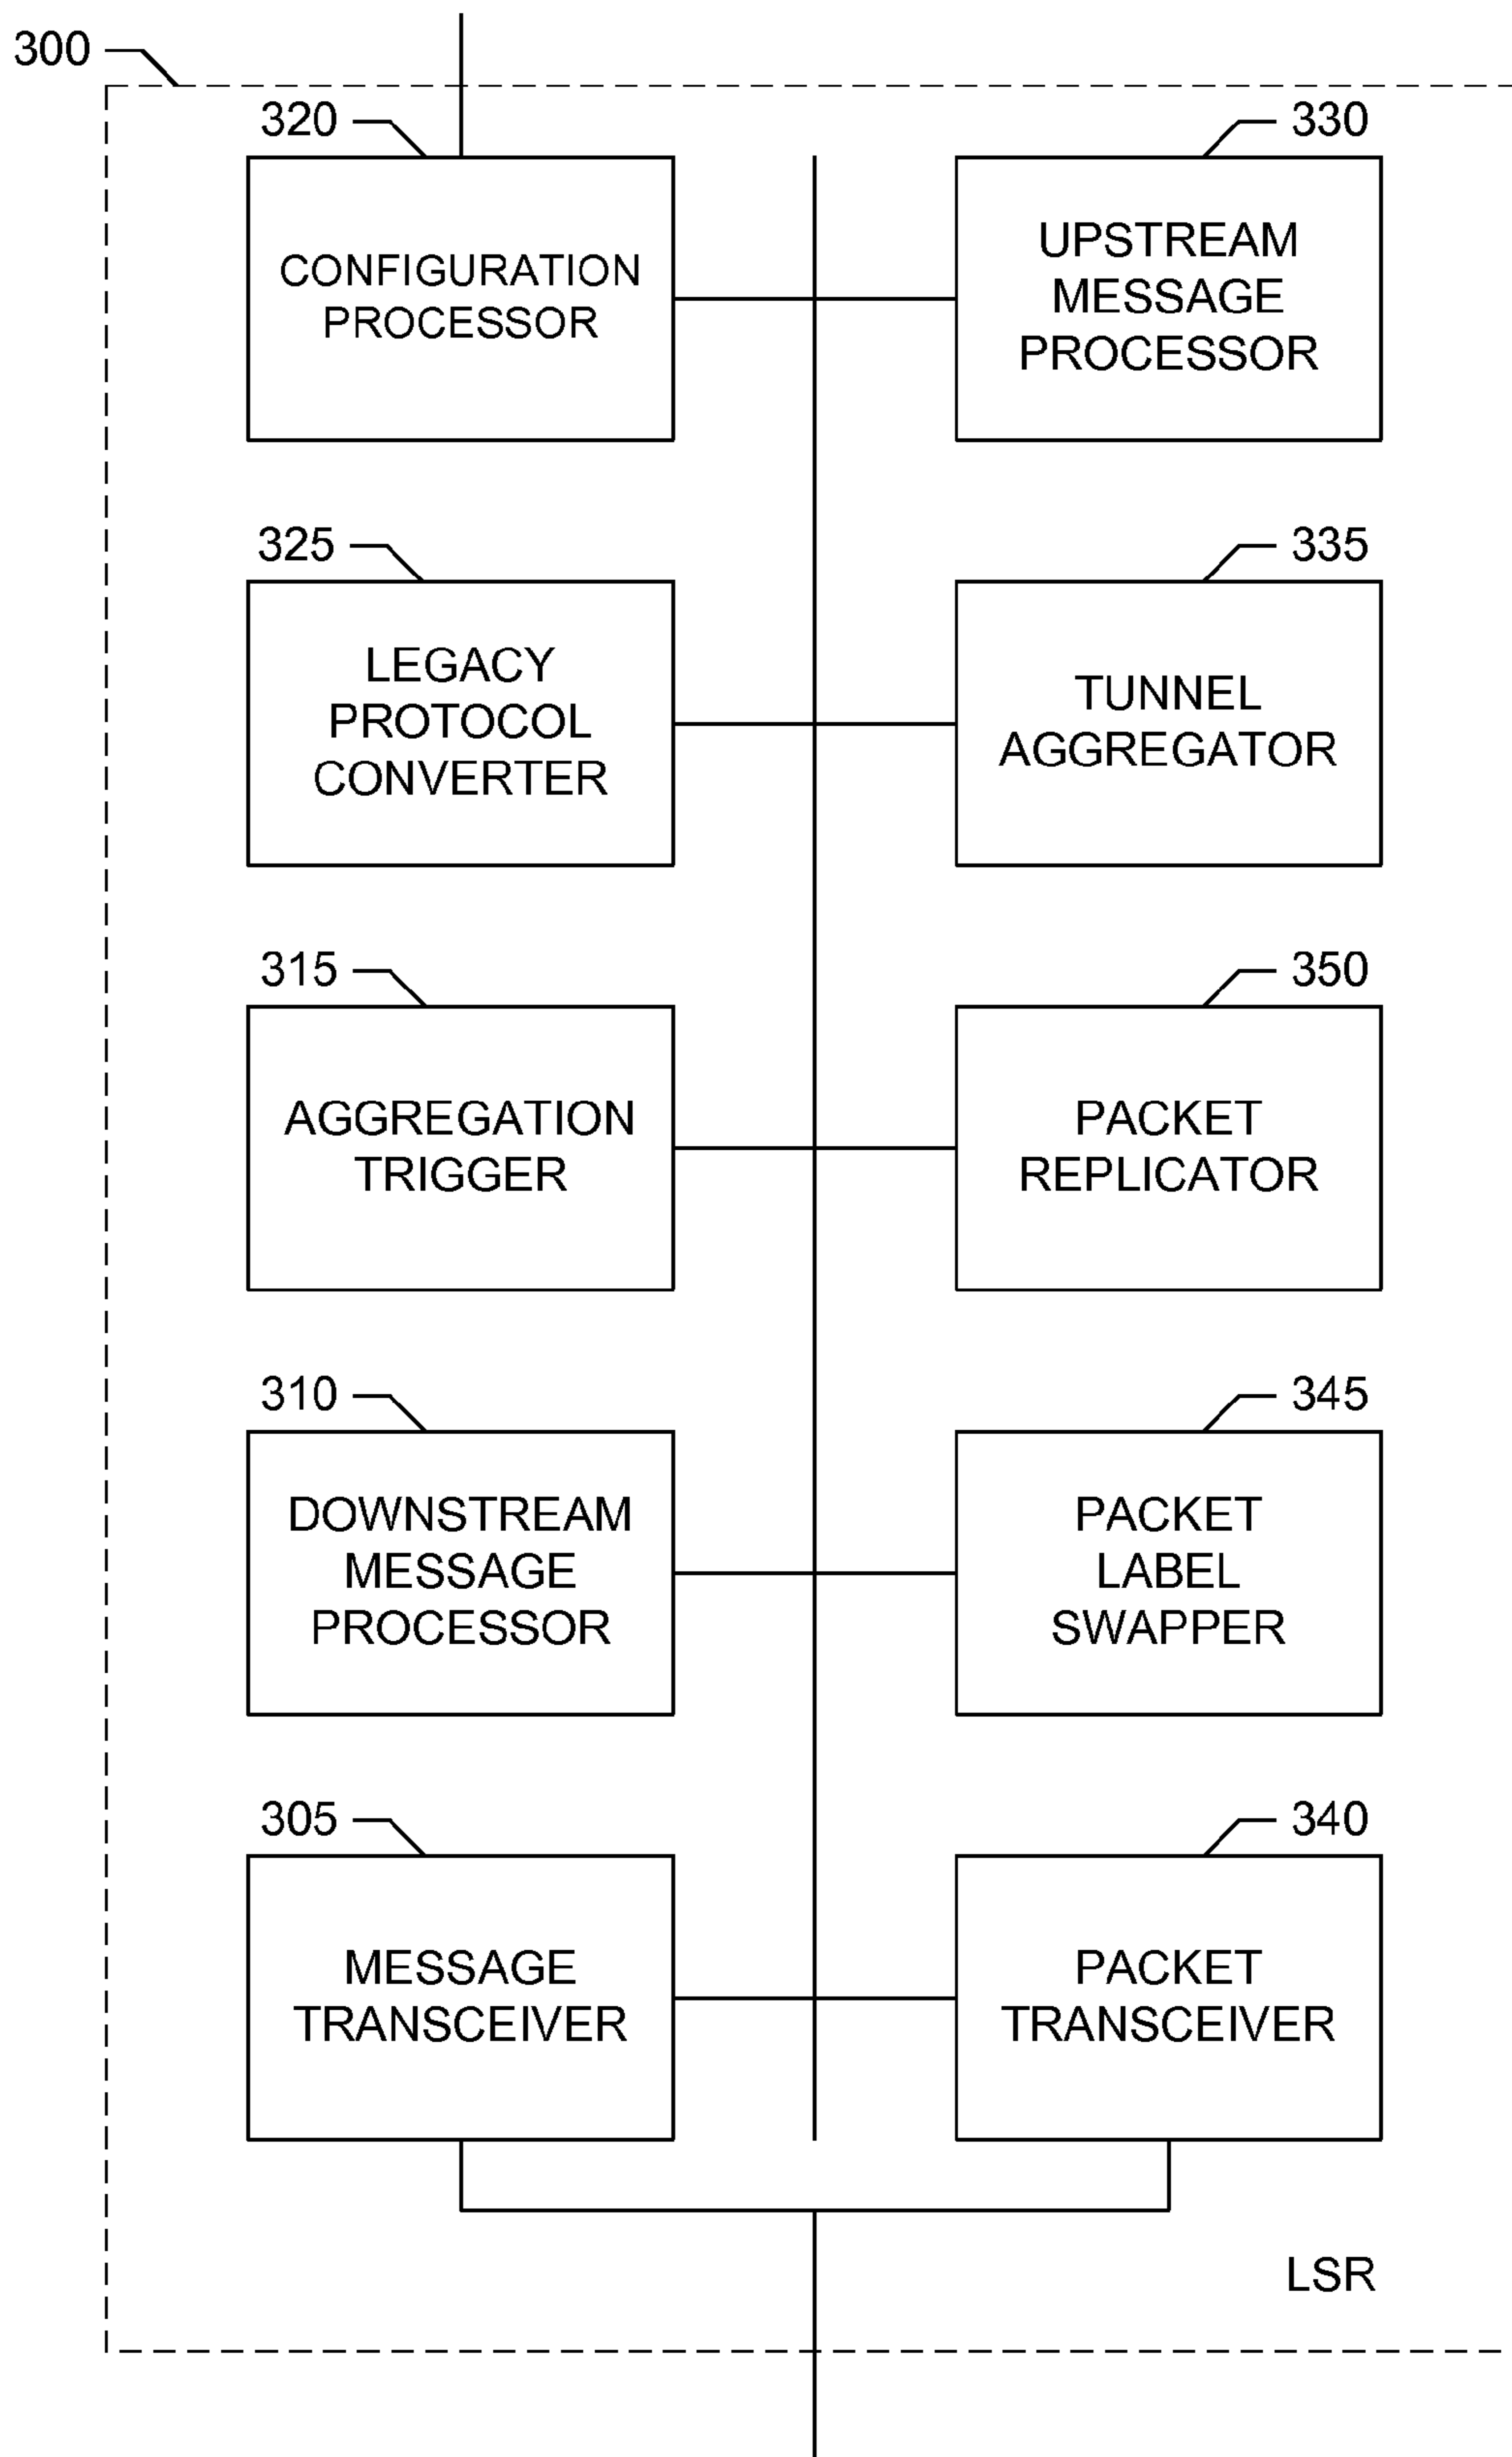 300
320
330
CONFIGURATION
PROCESSOR
UPSTREAM
MESSAGE
PROCESSOR
325
335
LEGACY
PROTOCOL
CONVERTER
TUNNEL
AGGREGATOR
315
350
AGGREGATION
TRIGGER
PACKET
REPLICATOR
310
345
DOWNSTREAM
MESSAGE
PROCESSOR
PACKET
LABEL
SWAPPER
305
340
MESSAGE
TRANSCEIVER
PACKET
TRANSCEIVER
LSR